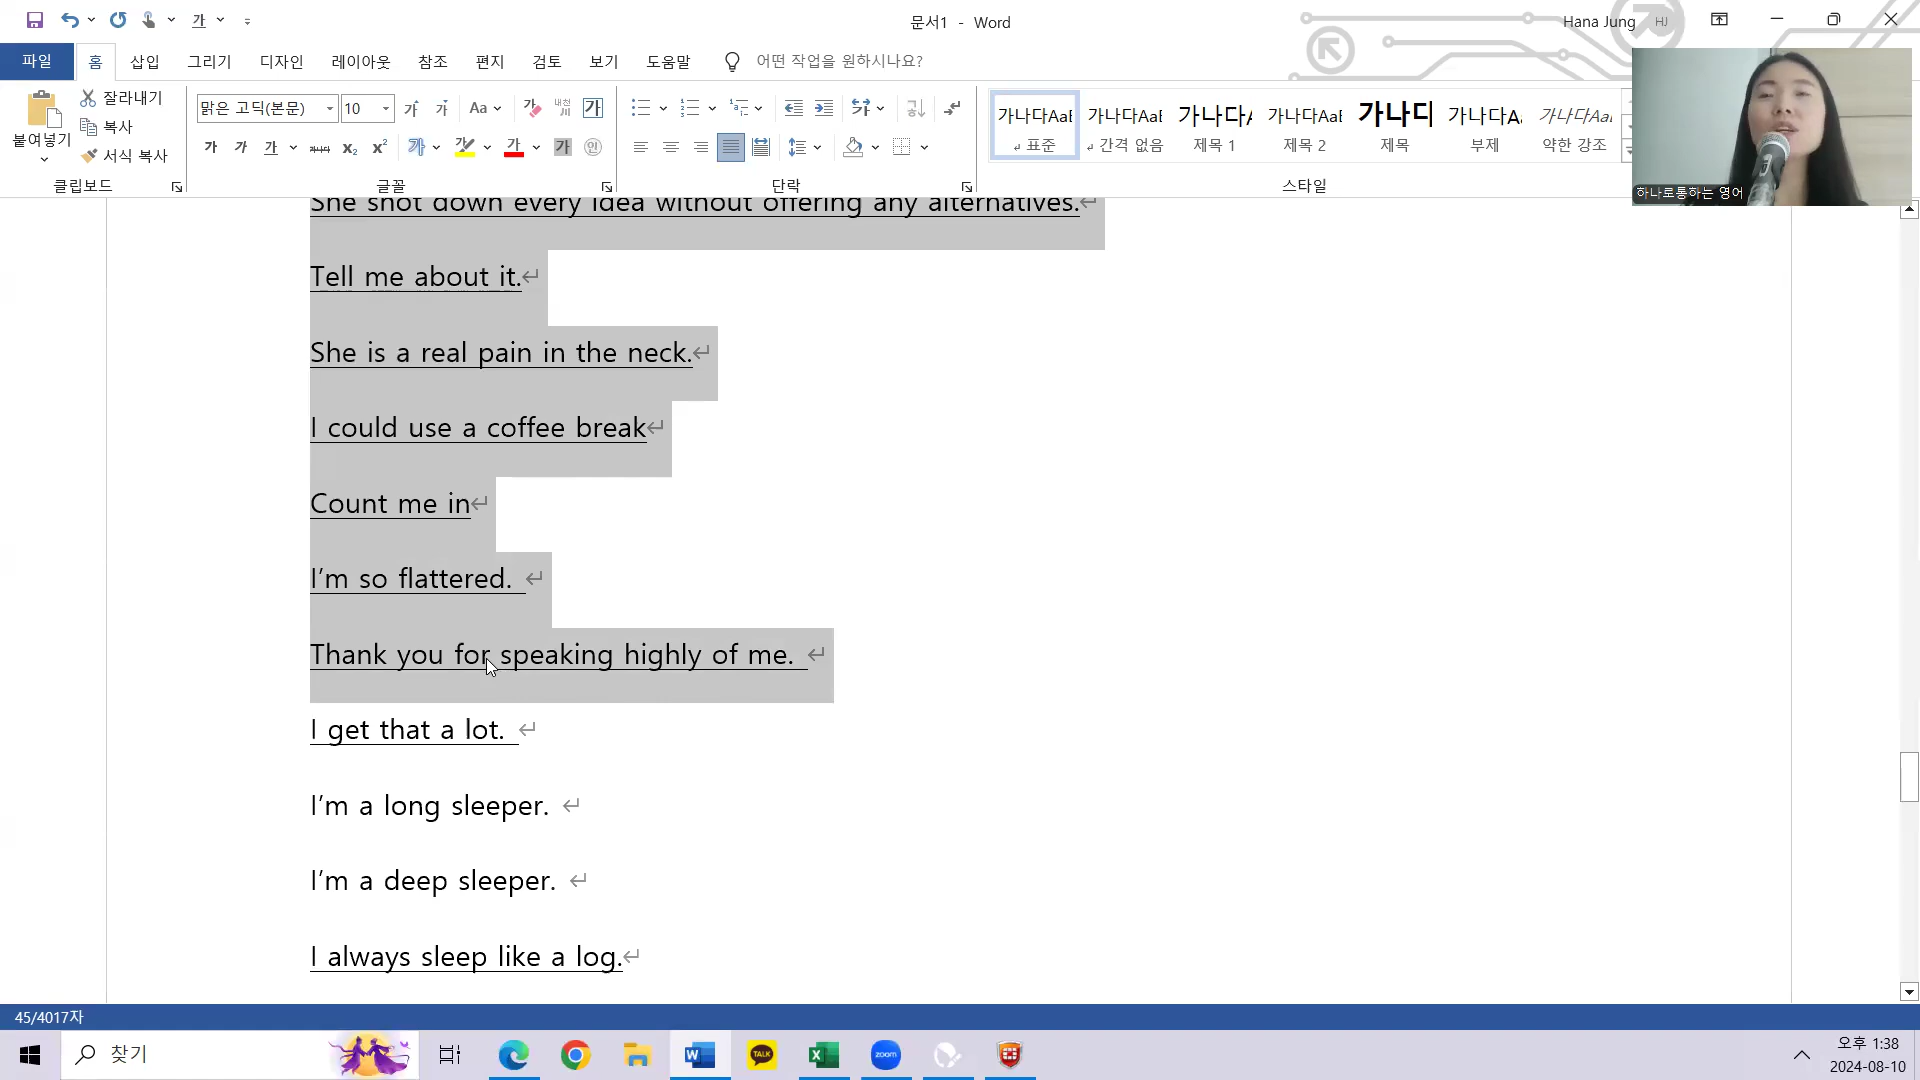 문서1 - Word
Hana Jung HJ
파일 홈 삽입 그리기 디자인 레이아웃 참조 편지 검토 보기 도움말 어떤 작업을 원하시나요?
붙여넣기
잘라내기
복사
서식 복사
클립보드
맑은 고딕(본문) 10
글꼴
단락
가나다AaB 표준
가나다AaB 간격 없음
가나다A 제목 1
가나다AaB 제목 2
가나다 제목
가나다Aa 부제
가나다AaB 약한 강조
스타일
하나로통하는 영어
She shot down every idea without offering any alternatives.
Tell me about it.
She is a real pain in the neck.
I could use a coffee break
Count me in
I'm so flattered.
Thank you for speaking highly of me.
I get that a lot.
I'm a long sleeper.
I'm a deep sleeper.
I always sleep like a log.
45/4017자
찾기
TALK
zoom
오후 1:38
2024-08-10